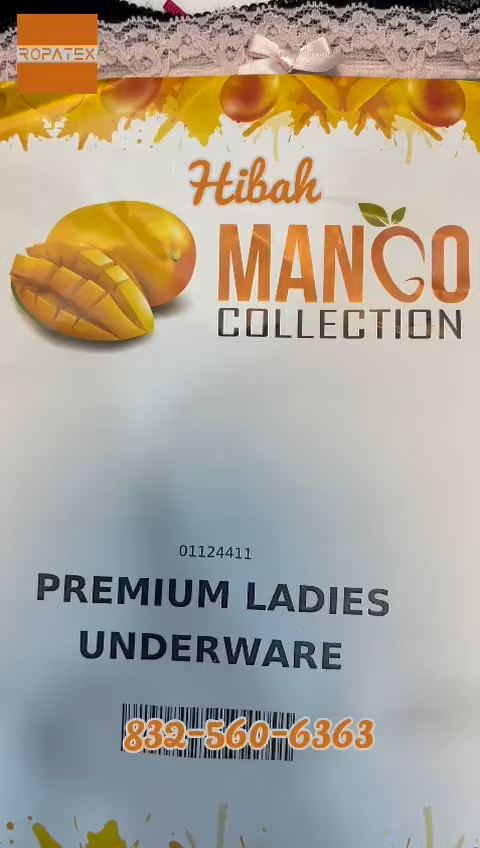 ROPATEX
Hibah
MANGO
COLLECTION
01124411
PREMIUM LADIES
UNDERWARE
832-560-6363